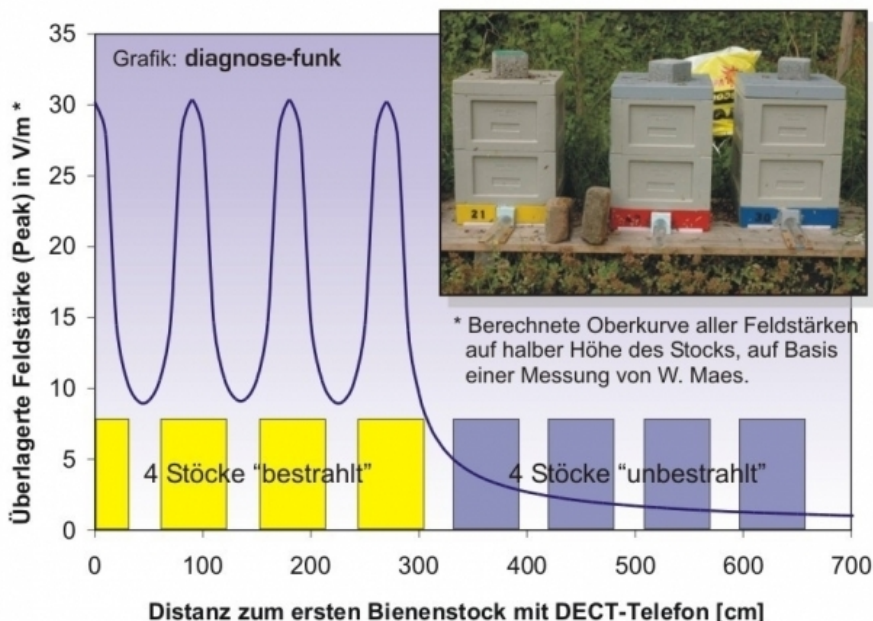 Grafik: diagnose-funk
Überlagerte Feldstärke (Peak) in V/m *
35
30
25
20
15
10
5
0
21
* Berechnete Oberkurve aller Feldstärken
auf halber Höhe des Stocks, auf Basis
einer Messung von W. Maes.
4 Stöcke "bestrahlt"
4 Stöcke "unbestrahlt"
0 100 200 300 400 500 600 700
Distanz zum ersten Bienenstock mit DECT-Telefon [cm]